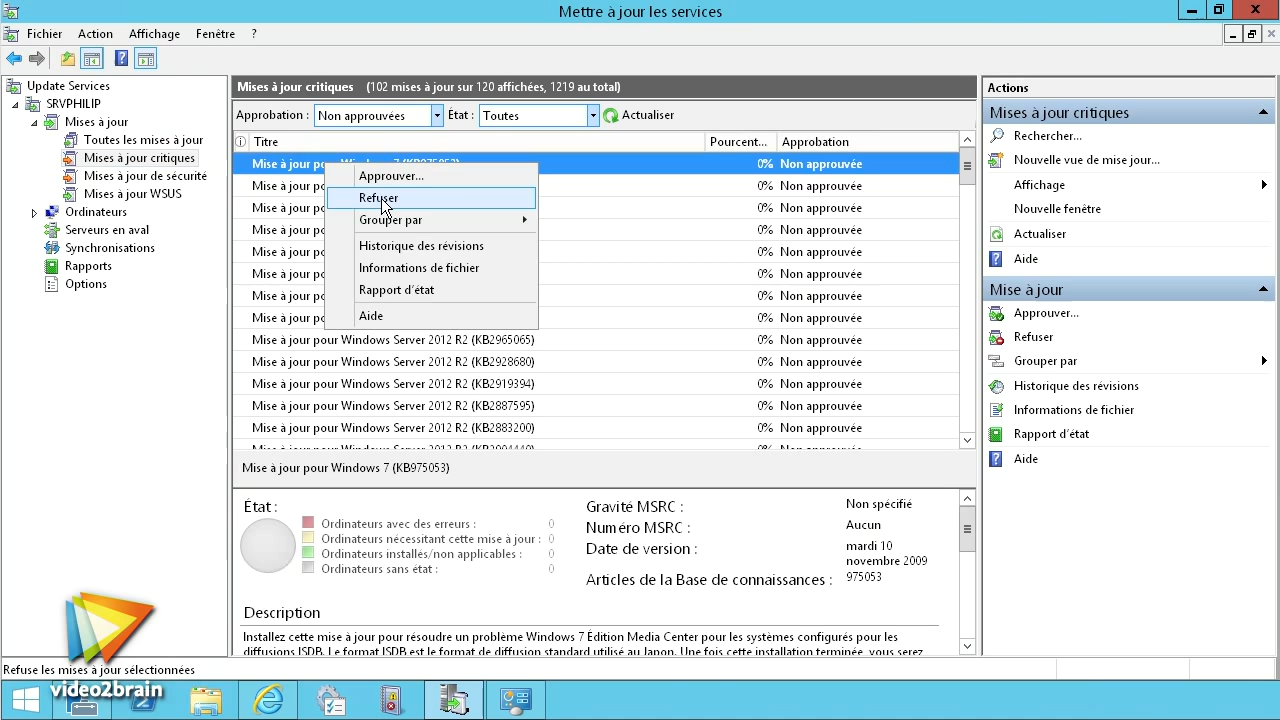 Mettre à jour les services
Fichier Action Affichage Fenêtre ?
Update Services
SRVPHILIP
Mises à jour
Toutes les mises à jour
Mises à jour critiques
Mises à jour de sécurité
Mises à jour WSUS
Ordinateurs
Serveurs en aval
Synchronisations
Rapports
Options
Mises à jour critiques (102 mises à jour sur 120 affichées, 1219 au total)
Approbation : Non approuvées État : Toutes Actualiser
Titre Pourcent... Approbation
Mise à jour 0% Non approuvée
Mise à jour 0% Non approuvée
Mise à jour 0% Non approuvée
Mise à jour 0% Non approuvée
Mise à jour 0% Non approuvée
Mise à jour 0% Non approuvée
Mise à jour 0% Non approuvée
Mise à jour 0% Non approuvée
Mise à jour pour Windows Server 2012 R2 (KB2965065) 0% Non approuvée
Mise à jour pour Windows Server 2012 R2 (KB2928680) 0% Non approuvée
Mise à jour pour Windows Server 2012 R2 (KB2919394) 0% Non approuvée
Mise à jour pour Windows Server 2012 R2 (KB2887595) 0% Non approuvée
Mise à jour pour Windows Server 2012 R2 (KB2883200) 0% Non approuvée
Approuver...
Refuser
Grouper par
Historique des révisions
Informations de fichier
Rapport d'état
Aide
Mise à jour pour Windows 7 (KB975053)
État :
Ordinateurs avec des erreurs : 0
Ordinateurs nécessitant cette mise à jour : 0
Ordinateurs installés/non applicables : 0
Ordinateurs sans état : 0
Gravité MSRC : Non spécifié
Numéro MSRC : Aucun
Date de version : mardi 10
novembre 2009
Articles de la Base de connaissances : 975053
Description
Installez cette mise à jour pour résoudre un problème Windows 7 Édition Media Center pour les systèmes configurés pour les
diffusions ISDB. Le format ISDB est le format de diffusion standard utilisé au Japon. Une fois cette installation terminée, vous serez
Actions
Mises à jour critiques
Rechercher...
Nouvelle vue de mise à jour...
Affichage
Nouvelle fenêtre
Actualiser
Aide
Mise à jour
Approuver...
Refuser
Grouper par
Historique des révisions
Informations de fichier
Rapport d'état
Aide
Refuse les mises à jour sélectionnées
video2brain